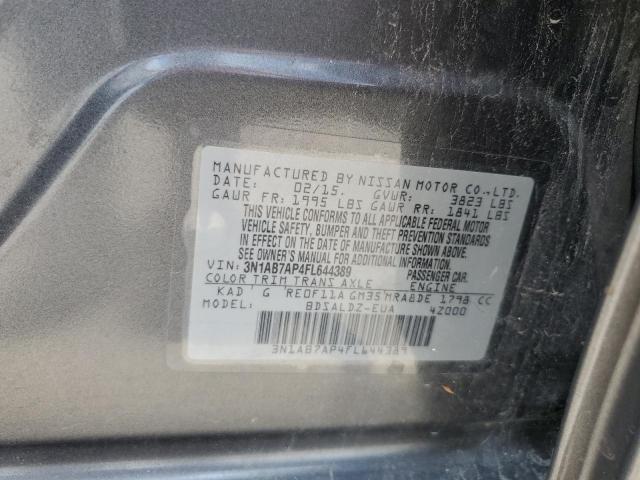 MANUFACTURED BY NISSAN MOTOR CO.,LTD.
DATE: 02/15. GVWR: 3823 LBS
GAWR FR: 1995 LBS GAWR RR: 1841 LBS
THIS VEHICLE CONFORMS TO ALL APPLICABLE FEDERAL MOTOR
VEHICLE SAFETY, BUMPER AND THEFT PREVENTION STANDARDS
IN EFFECT ON THE DATE OF MANUFACTURE SHOWN ABOVE.
SEE OWNER'S MANUAL FOR ADDITIONAL INFORMATION.
VIN: 3N1AB7AP4FL644389 PASSENGER CAR.
COLOR TRIM TRANS AXLE ENGINE
KAD G RE0F11A GM35 MRA8DE 1798 CC
MODEL: BDSALDZ-EUA 4Z000
3N1AB7AP4FL644389